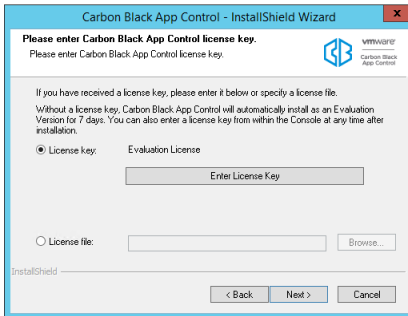 Carbon Black App Control - InstallShield Wizard
x
Please enter Carbon Black App Control license key.
Please enter Carbon Black App Control license key.
vmware
Carbon Black
App Control
If you have received a license key, please enter it below or specify a license file.
Without a license key, Carbon Black App Control will automatically install as an Evaluation
Version for 7 days. You can also enter a license key from within the Console at any time after
installation.
License key: Evaluation License
Enter License Key
License file: Browse...
InstallShield
< Back Next > Cancel